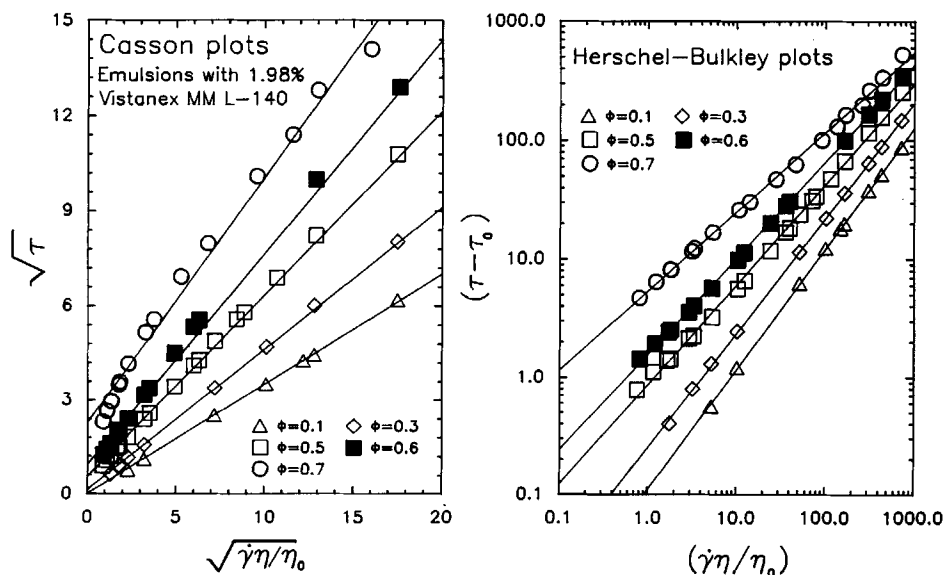 Casson plots
Emulsions with 1.98%
Vistanex MM L-140
15
12
9
6
3
0
√τ
△ φ=0.1
◇ φ=0.3
□ φ=0.5
■ φ=0.6
○ φ=0.7
0 5 10 15 20
√γ̇η/η₀
Herschel-Bulkley plots
△ φ=0.1
◇ φ=0.3
□ φ=0.5
■ φ≃0.6
○ φ=0.7
1000.0
100.0
10.0
1.0
0.1
(τ-τ₀)
0.1 1.0 10.0 100.0 1000.0
(γ̇η/η₀)